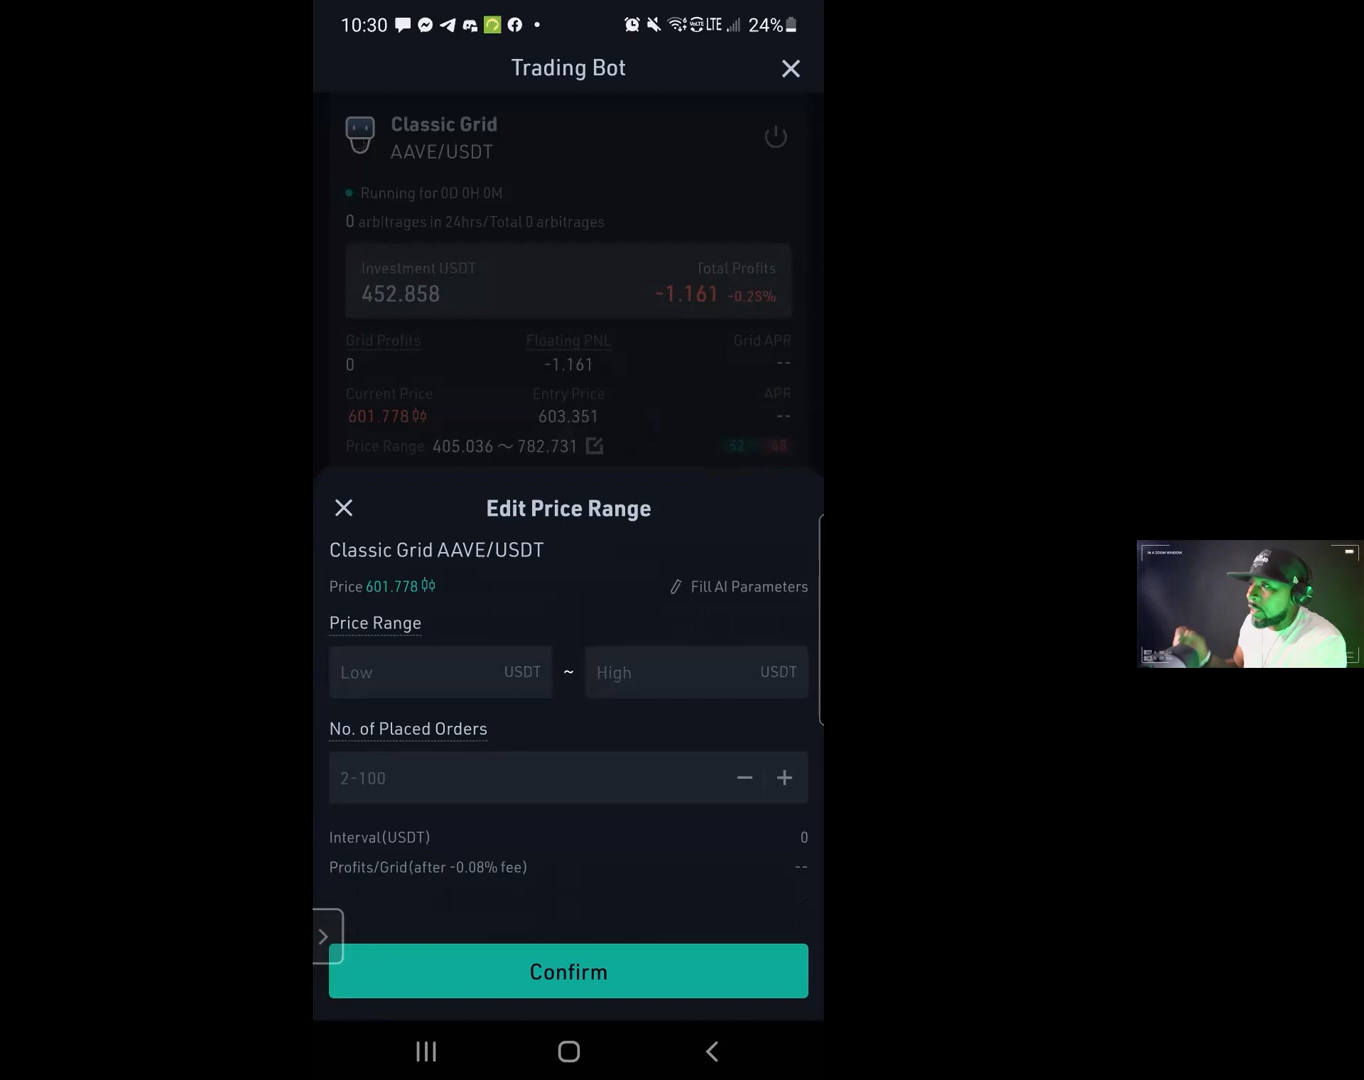 10:30
LTE 24%
Trading Bot
Classic Grid
AAVE/USDT
Running for 0D 0H 0M
0 arbitrages in 24hrs/Total 0 arbitrages
Investment USDT Total Profits
452.858 -1.161 -0.25%
Grid Profits Floating PNL Grid APR
0 -1.161 --
Current Price Entry Price APR
601.778 603.351 --
Price Range 405.036 ~ 782.731
Edit Price Range
Classic Grid AAVE/USDT
Price 601.778 Fill AI Parameters
Price Range
Low USDT ~ High USDT
No. of Placed Orders
2-100 − +
Interval(USDT) 0
Profits/Grid(after -0.08% fee) --
Confirm